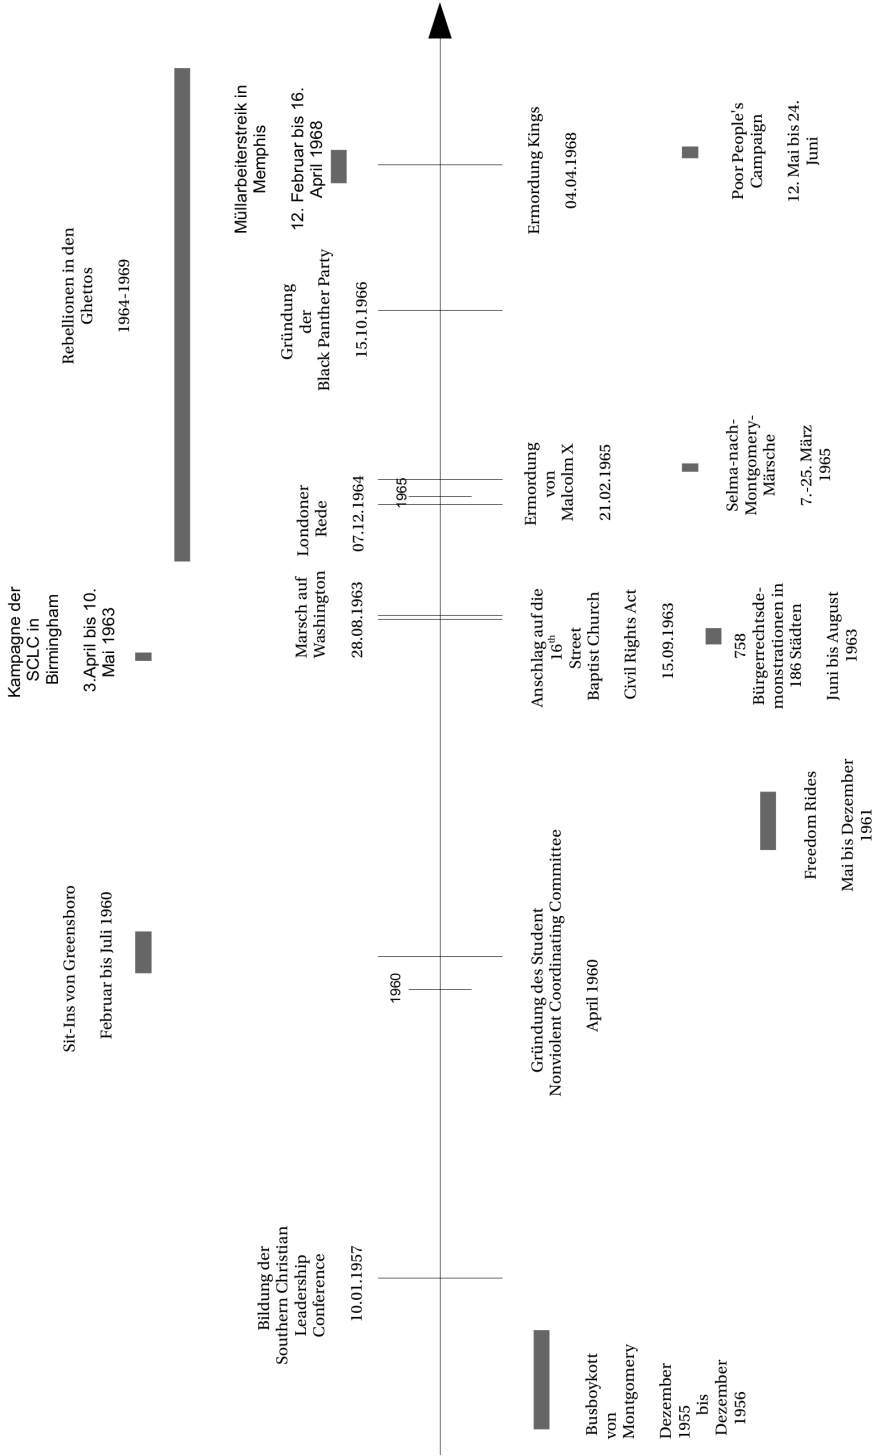 Kampagne der
SCLC in
Birmingham
3.April bis 10.
Mai 1963
Rebellionen in den
Ghettos
1964-1969
Sit-Ins von Greensboro
Februar bis Juli 1960
Bildung der
Southern Christian
Leadership
Conference
10.01.1957
Marsch auf
Washington
28.08.1963
Londoner
Rede
07.12.1964
Gründung
der
Black Panther Party
15.10.1966
Müllarbeiterstreik in
Memphis
12. Februar bis 16.
April 1968
1960
1965
Busboykott
von
Montgomery
Dezember
1955
bis
Dezember
1956
Gründung des Student
Nonviolent Coordinating Committee
April 1960
Anschlag auf die
16th
Street
Baptist Church
Civil Rights Act
15.09.1963
Ermordung
von
Malcolm X
21.02.1965
Ermordung Kings
04.04.1968
Freedom Rides
Mai bis Dezember
1961
758
Bürgerrechtsde-
monstrationen in
186 Städten
Juni bis August
1963
Selma-nach-
Montgomery-
Märsche
7.-25. März
1965
Poor People's
Campaign
12. Mai bis 24.
Juni